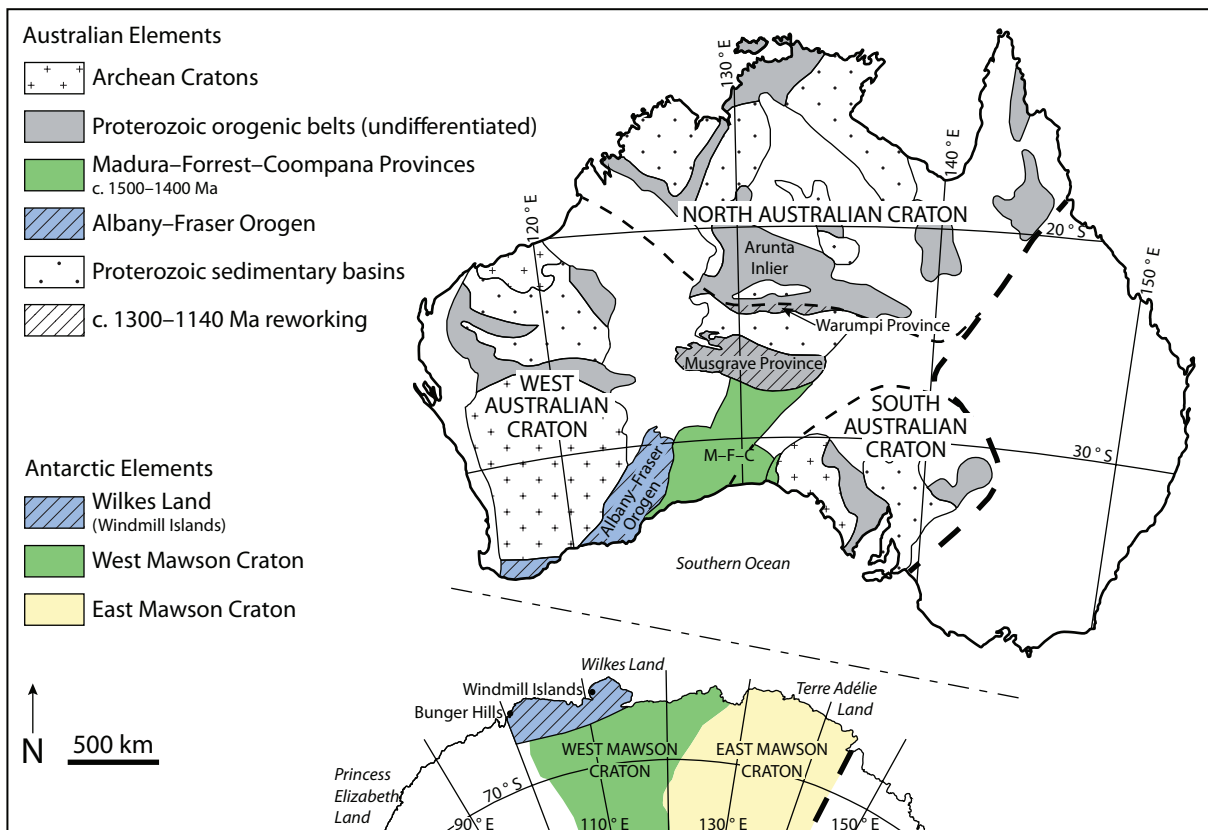 Australian Elements
Archean Cratons
Proterozoic orogenic belts (undifferentiated)
Madura–Forrest–Coompana Provinces
c. 1500–1400 Ma
Albany–Fraser Orogen
Proterozoic sedimentary basins
c. 1300–1140 Ma reworking
Antarctic Elements
Wilkes Land
(Windmill Islands)
West Mawson Craton
East Mawson Craton
N
500 km
130 ° E
140 ° E
120 ° E
150 ° E
20 ° S
30 ° S
NORTH AUSTRALIAN CRATON
Arunta
Inlier
Warumpi Province
Musgrave Province
WEST
AUSTRALIAN
CRATON
SOUTH
AUSTRALIAN
CRATON
M–F–C
Albany–Fraser
Orogen
Southern Ocean
Wilkes Land
Windmill Islands
Bunger Hills
Terre Adélie
Land
WEST MAWSON
CRATON
EAST MAWSON
CRATON
Princess
Elizabeth
Land
70° S
90° E
110° E
130° E
150° E